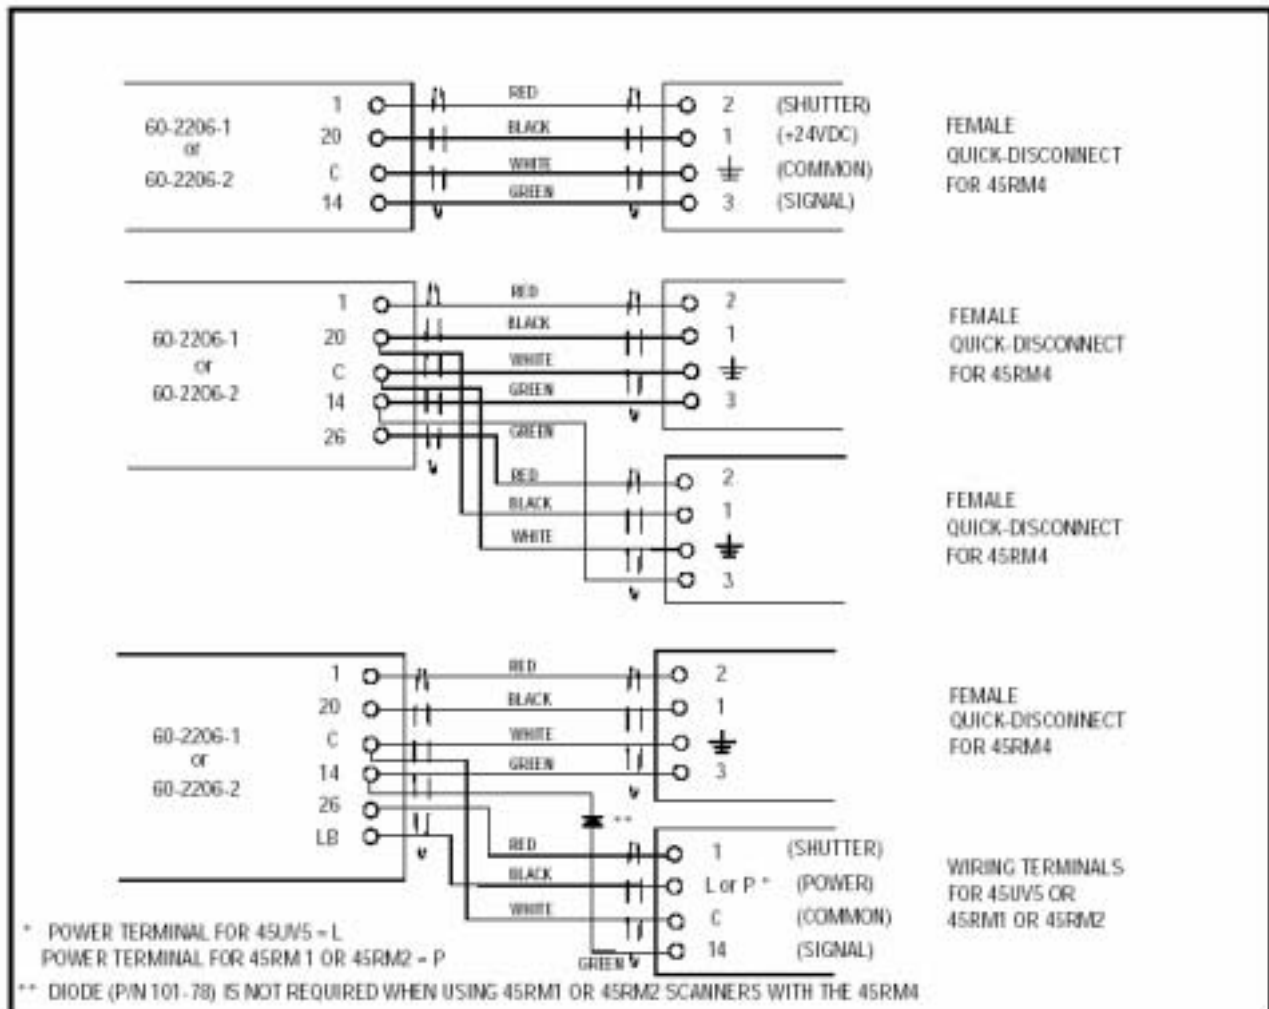 1 RED 2 (SHUTTER)
60-2206-1 20 BLACK 1 (+24VDC) FEMALE
or C WHITE (COMMON) QUICK-DISCONNECT
60-2206-2 14 GREEN 3 (SIGNAL) FOR 45RM4
1 RED 2
60-2206-1 20 BLACK 1 FEMALE
or C WHITE QUICK-DISCONNECT
60-2206-2 14 GREEN 3 FOR 45RM4
26 GREEN
RED 2
BLACK 1 FEMALE
WHITE QUICK-DISCONNECT
3 FOR 45RM4
1 RED 2
20 BLACK 1 FEMALE
60-2206-1 C WHITE QUICK-DISCONNECT
or 14 GREEN 3 FOR 45RM4
60-2206-2 26 **
LB RED 1 (SHUTTER)
BLACK L or P * (POWER) WIRING TERMINALS
WHITE C (COMMON) FOR 45UV5 OR
GREEN 14 (SIGNAL) 45RM1 OR 45RM2
* POWER TERMINAL FOR 45UV5 = L
POWER TERMINAL FOR 45RM1 OR 45RM2 = P
** DIODE (P/N 101-78) IS NOT REQUIRED WHEN USING 45RM1 OR 45RM2 SCANNERS WITH THE 45RM4